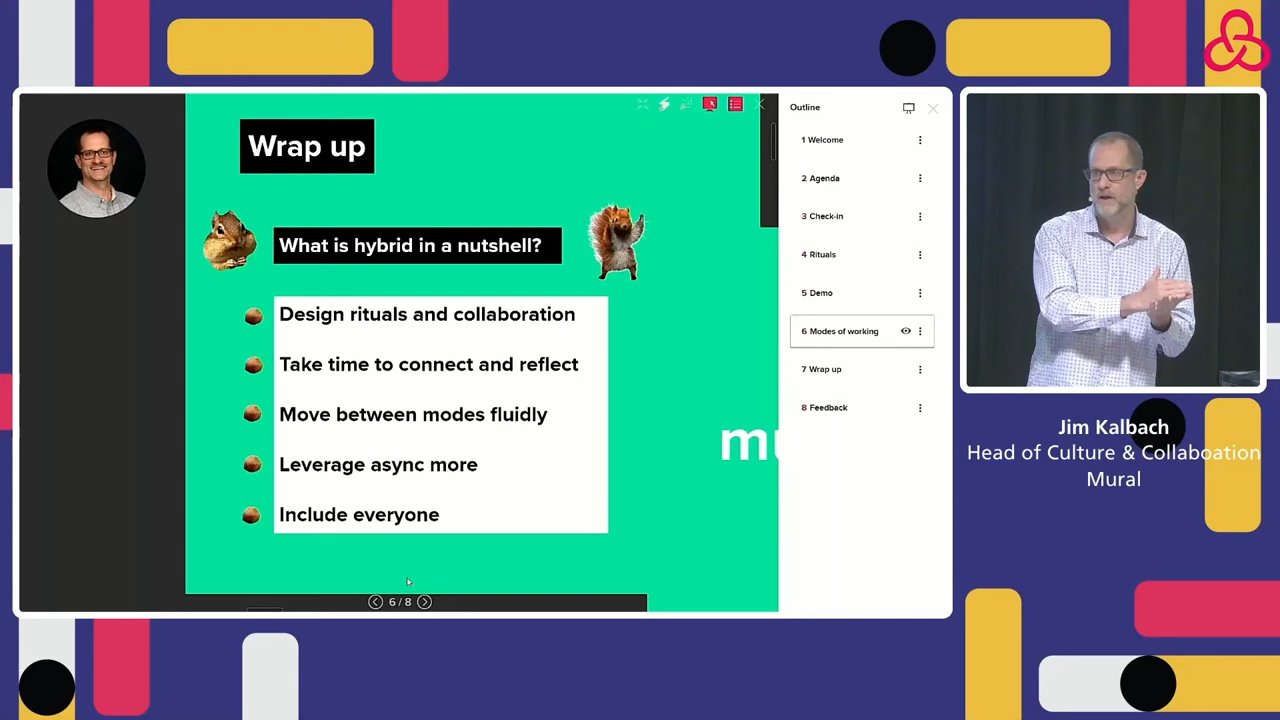 Wrap up
What is hybrid in a nutshell?
Design rituals and collaboration
Take time to connect and reflect
Move between modes fluidly
Leverage async more
Include everyone
mu
6 / 8
Outline
1 Welcome
2 Agenda
3 Check-in
4 Rituals
5 Demo
6 Modes of working
7 Wrap up
8 Feedback
Jim Kalbach
Head of Culture & Collaboation
Mural